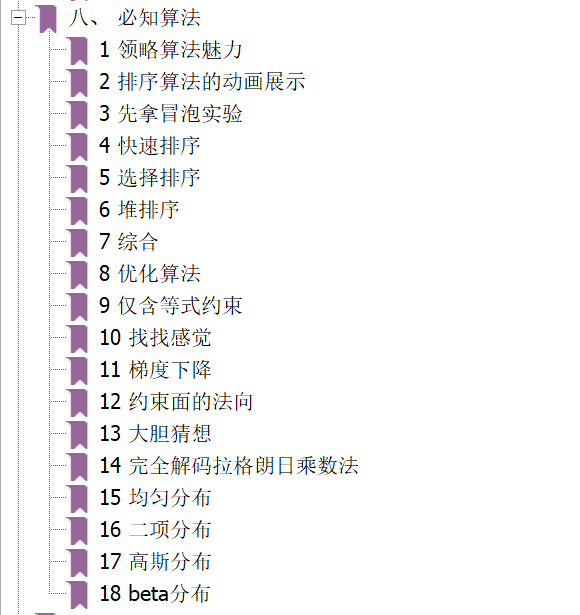 八、 必知算法
1 领略算法魅力
2 排序算法的动画展示
3 先拿冒泡实验
4 快速排序
5 选择排序
6 堆排序
7 综合
8 优化算法
9 仅含等式约束
10 找找感觉
11 梯度下降
12 约束面的法向
13 大胆猜想
14 完全解码拉格朗日乘数法
15 均匀分布
16 二项分布
17 高斯分布
18 beta分布